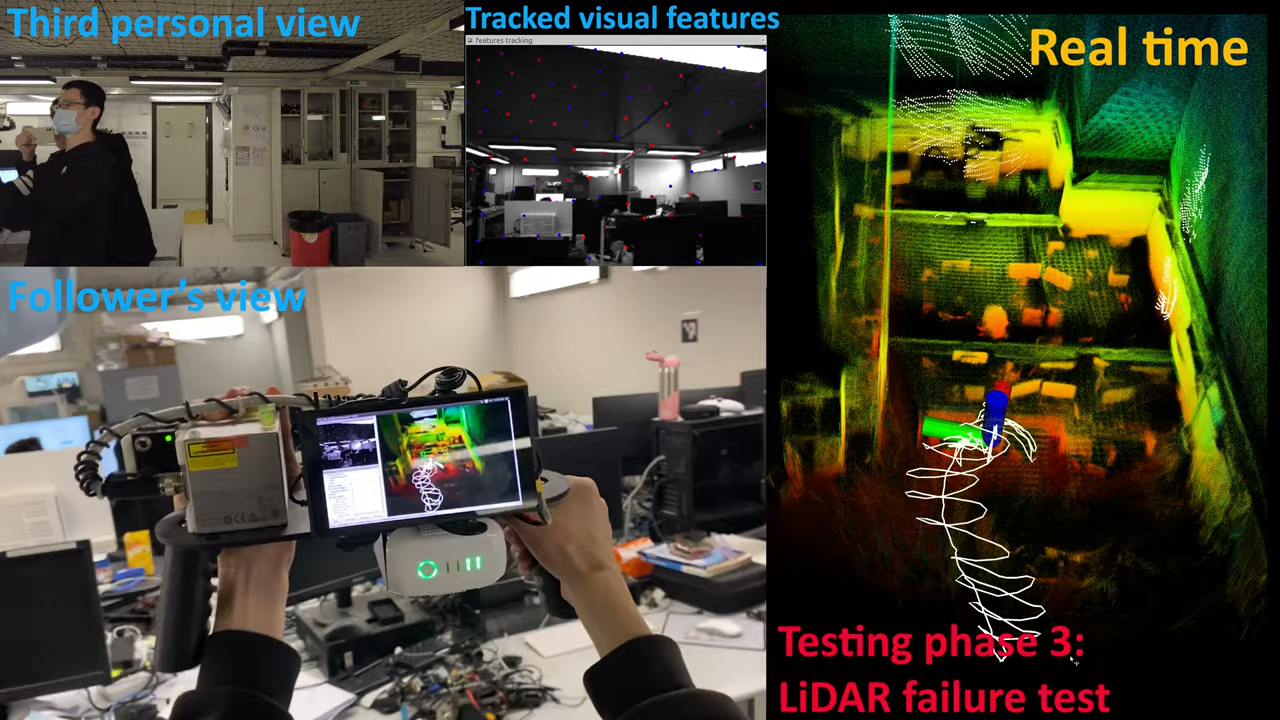 Third personal view
Tracked visual features
features tracking
Real time
Follower's view
Testing phase 3:
LiDAR failure test